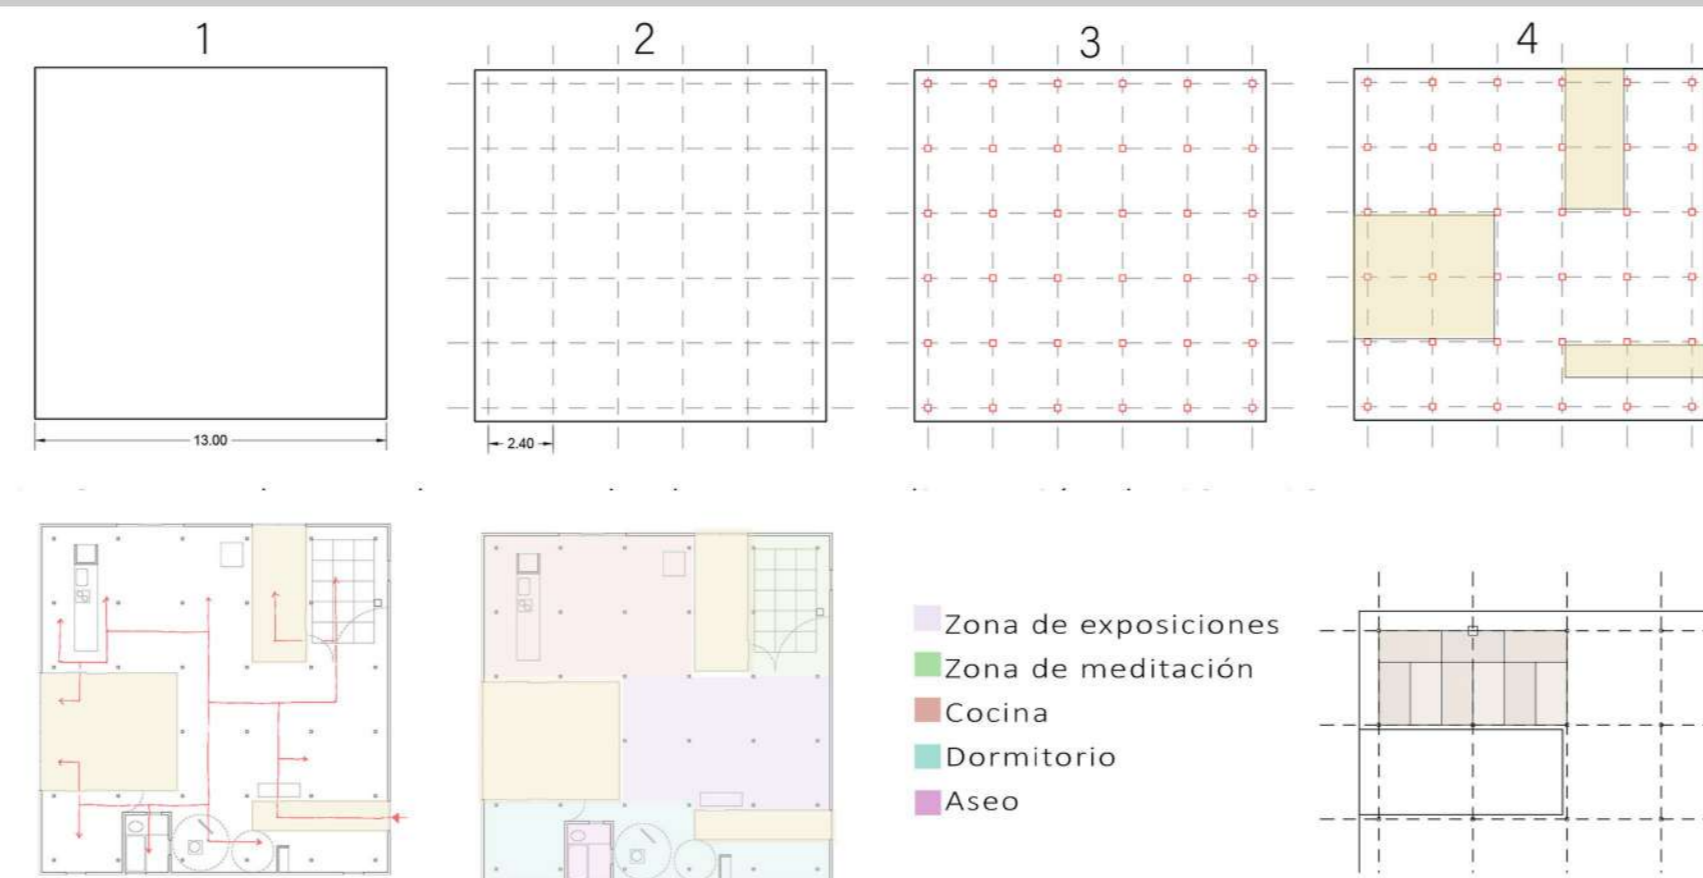 1
2
3
4
13.00
2.40
Zona de exposiciones
Zona de meditación
Cocina
Dormitorio
Aseo